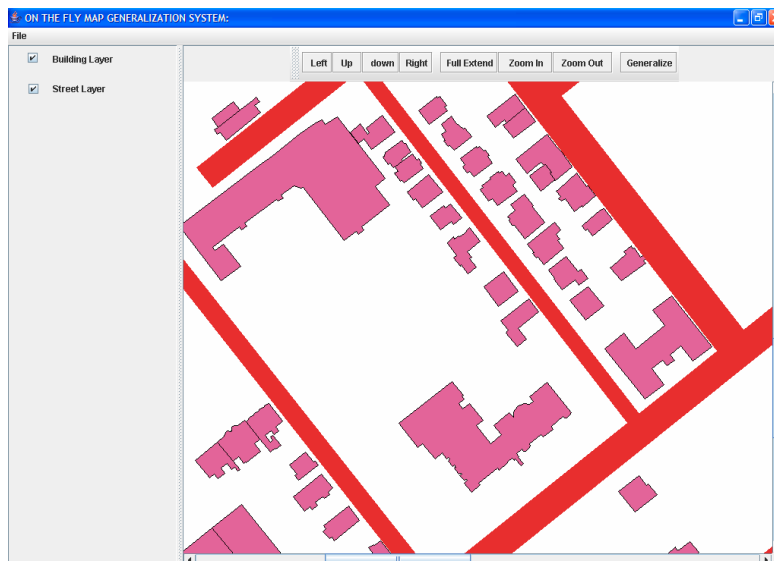 ON THE FLY MAP GENERALIZATION SYSTEM:
File
Building Layer
Street Layer
Left Up down Right Full Extend Zoom In Zoom Out Generalize